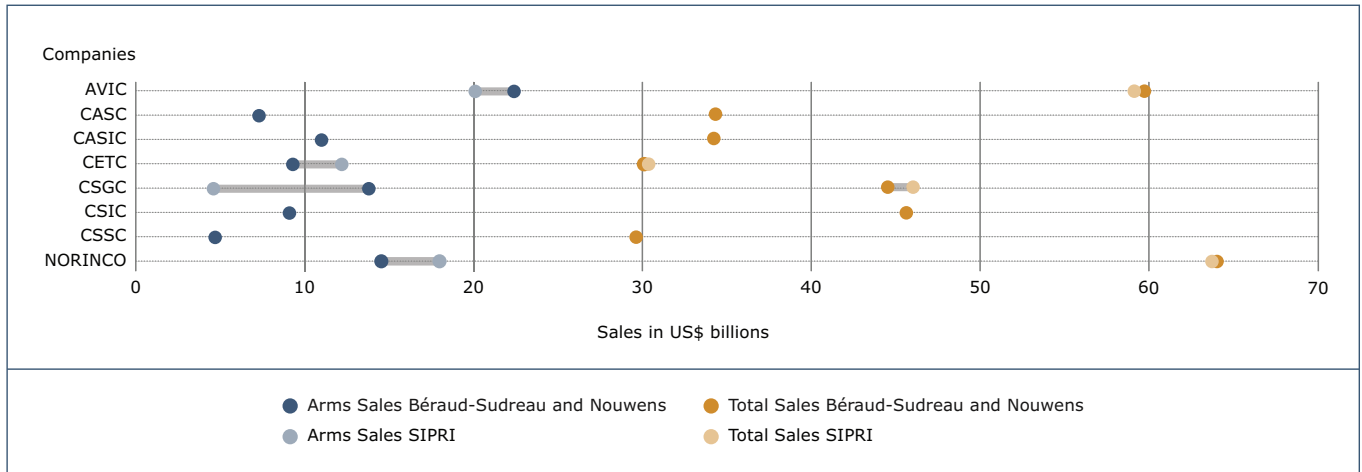 Companies
AVIC
CASC
CASIC
CETC
CSGC
CSIC
CSSC
NORINCO
0 10 20 30 40 50 60 70
Sales in US$ billions
Arms Sales Béraud-Sudreau and Nouwens
Total Sales Béraud-Sudreau and Nouwens
Arms Sales SIPRI
Total Sales SIPRI